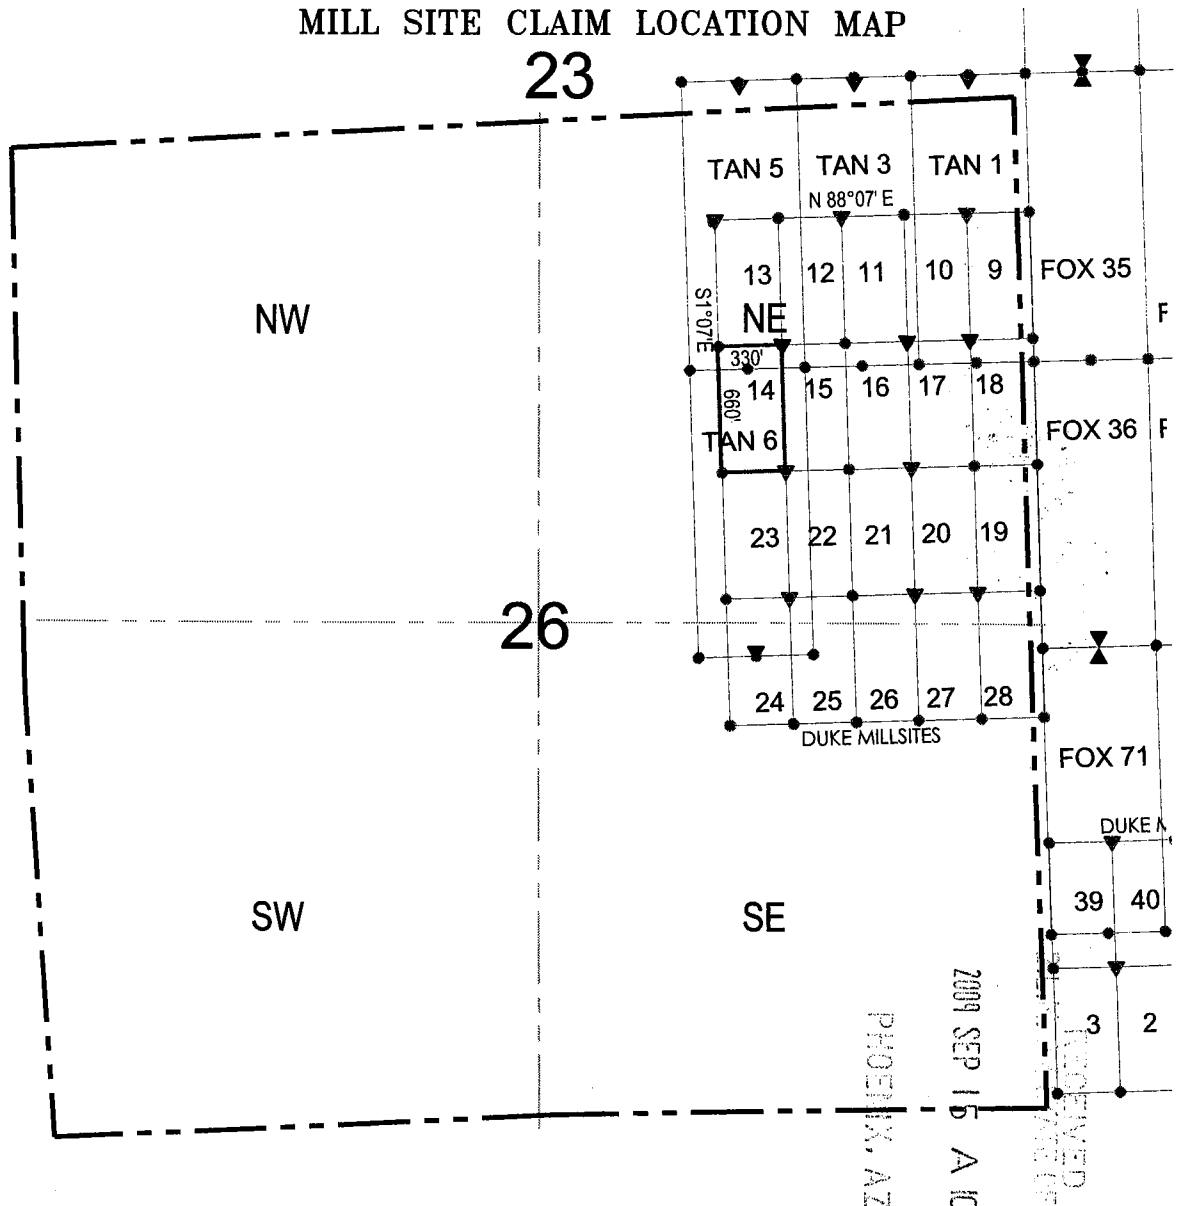 MILL SITE CLAIM LOCATION MAP
23
TAN 5 TAN 3 TAN 1
N 88°07' E
13 12 11 10 9 FOX 35
S1°07'E
NW
NE
F
330'
14 15 16 17 18
660'
TAN 6
FOX 36 F
23 22 21 20 19
26
24 25 26 27 28
DUKE MILLSITES
FOX 71
DUKE
39 40
SW
SE
3 2
2009 SEP 15 A 10
PHOENIX, AZ
RECEIVED